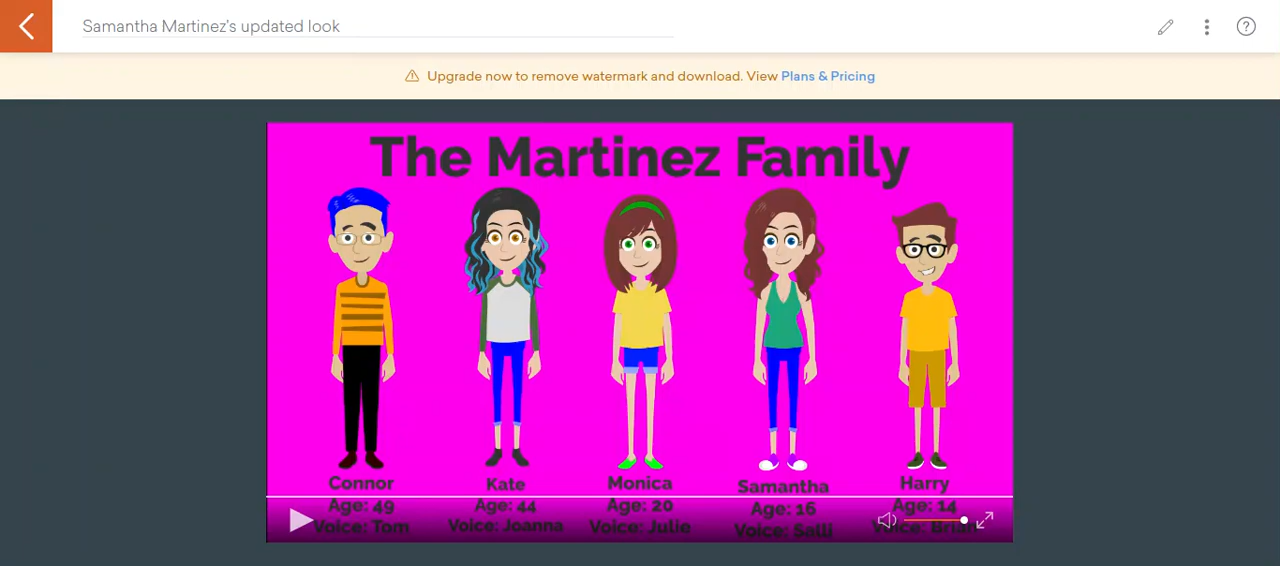 Samantha Martinez's updated look
Upgrade now to remove watermark and download. View Plans & Pricing
The Martinez Family
Connor
Age: 49
Voice: Tom
Kate
Age: 44
Voice: Joanna
Monica
Age: 20
Voice: Julie
Samantha
Age: 16
Voice: Salli
Harry
Age: 14
Voice: Brian